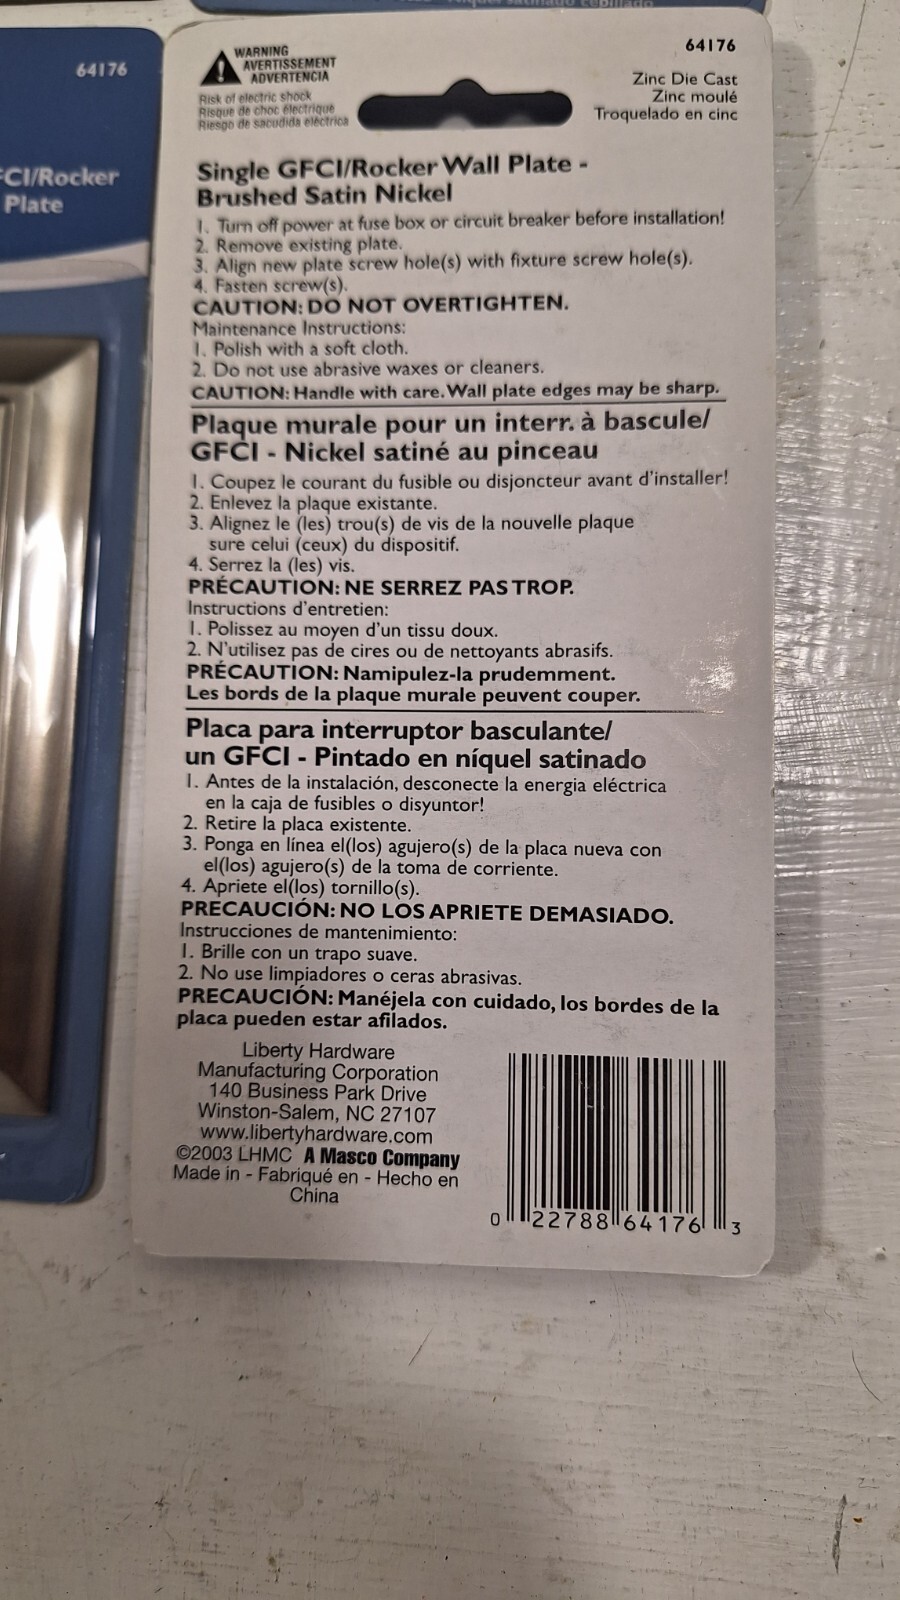 64176
FCI/Rocker
Plate
WARNING
AVERTISSEMENT
ADVERTENCIA
Risk of electric shock
Risque de choc électrique
Riesgo de sacudida eléctrica
64176
Zinc Die Cast
Zinc moulé
Troquelado en cinc
Single GFCI/Rocker Wall Plate -
Brushed Satin Nickel
1. Turn off power at fuse box or circuit breaker before installation!
2. Remove existing plate.
3. Align new plate screw hole(s) with fixture screw hole(s).
4. Fasten screw(s).
CAUTION: DO NOT OVERTIGHTEN.
Maintenance Instructions:
1. Polish with a soft cloth.
2. Do not use abrasive waxes or cleaners.
CAUTION: Handle with care. Wall plate edges may be sharp.
Plaque murale pour un interr. à bascule/
GFCI - Nickel satiné au pinceau
1. Coupez le courant du fusible ou disjoncteur avant d'installer!
2. Enlevez la plaque existante.
3. Alignez le (les) trou(s) de vis de la nouvelle plaque
sure celui (ceux) du dispositif.
4. Serrez la (les) vis.
PRÉCAUTION: NE SERREZ PAS TROP.
Instructions d'entretien:
1. Polissez au moyen d'un tissu doux.
2. N'utilisez pas de cires ou de nettoyants abrasifs.
PRÉCAUTION: Namipulez-la prudemment.
Les bords de la plaque murale peuvent couper.
Placa para interruptor basculante/
un GFCI - Pintado en níquel satinado
1. Antes de la instalación, desconecte la energia eléctrica
en la caja de fusibles o disyuntor!
2. Retire la placa existente.
3. Ponga en línea el(los) agujero(s) de la placa nueva con
el(los) agujero(s) de la toma de corriente.
4. Apriete el(los) tornillo(s).
PRECAUCIÓN: NO LOS APRIETE DEMASIADO.
Instrucciones de mantenimiento:
1. Brille con un trapo suave.
2. No use limpiadores o ceras abrasivas.
PRECAUCIÓN: Manéjela con cuidado, los bordes de la
placa pueden estar afilados.
Liberty Hardware
Manufacturing Corporation
140 Business Park Drive
Winston-Salem, NC 27107
www.libertyhardware.com
©2003 LHMC A Masco Company
Made in - Fabriqué en - Hecho en
China
0 22788 64176 3